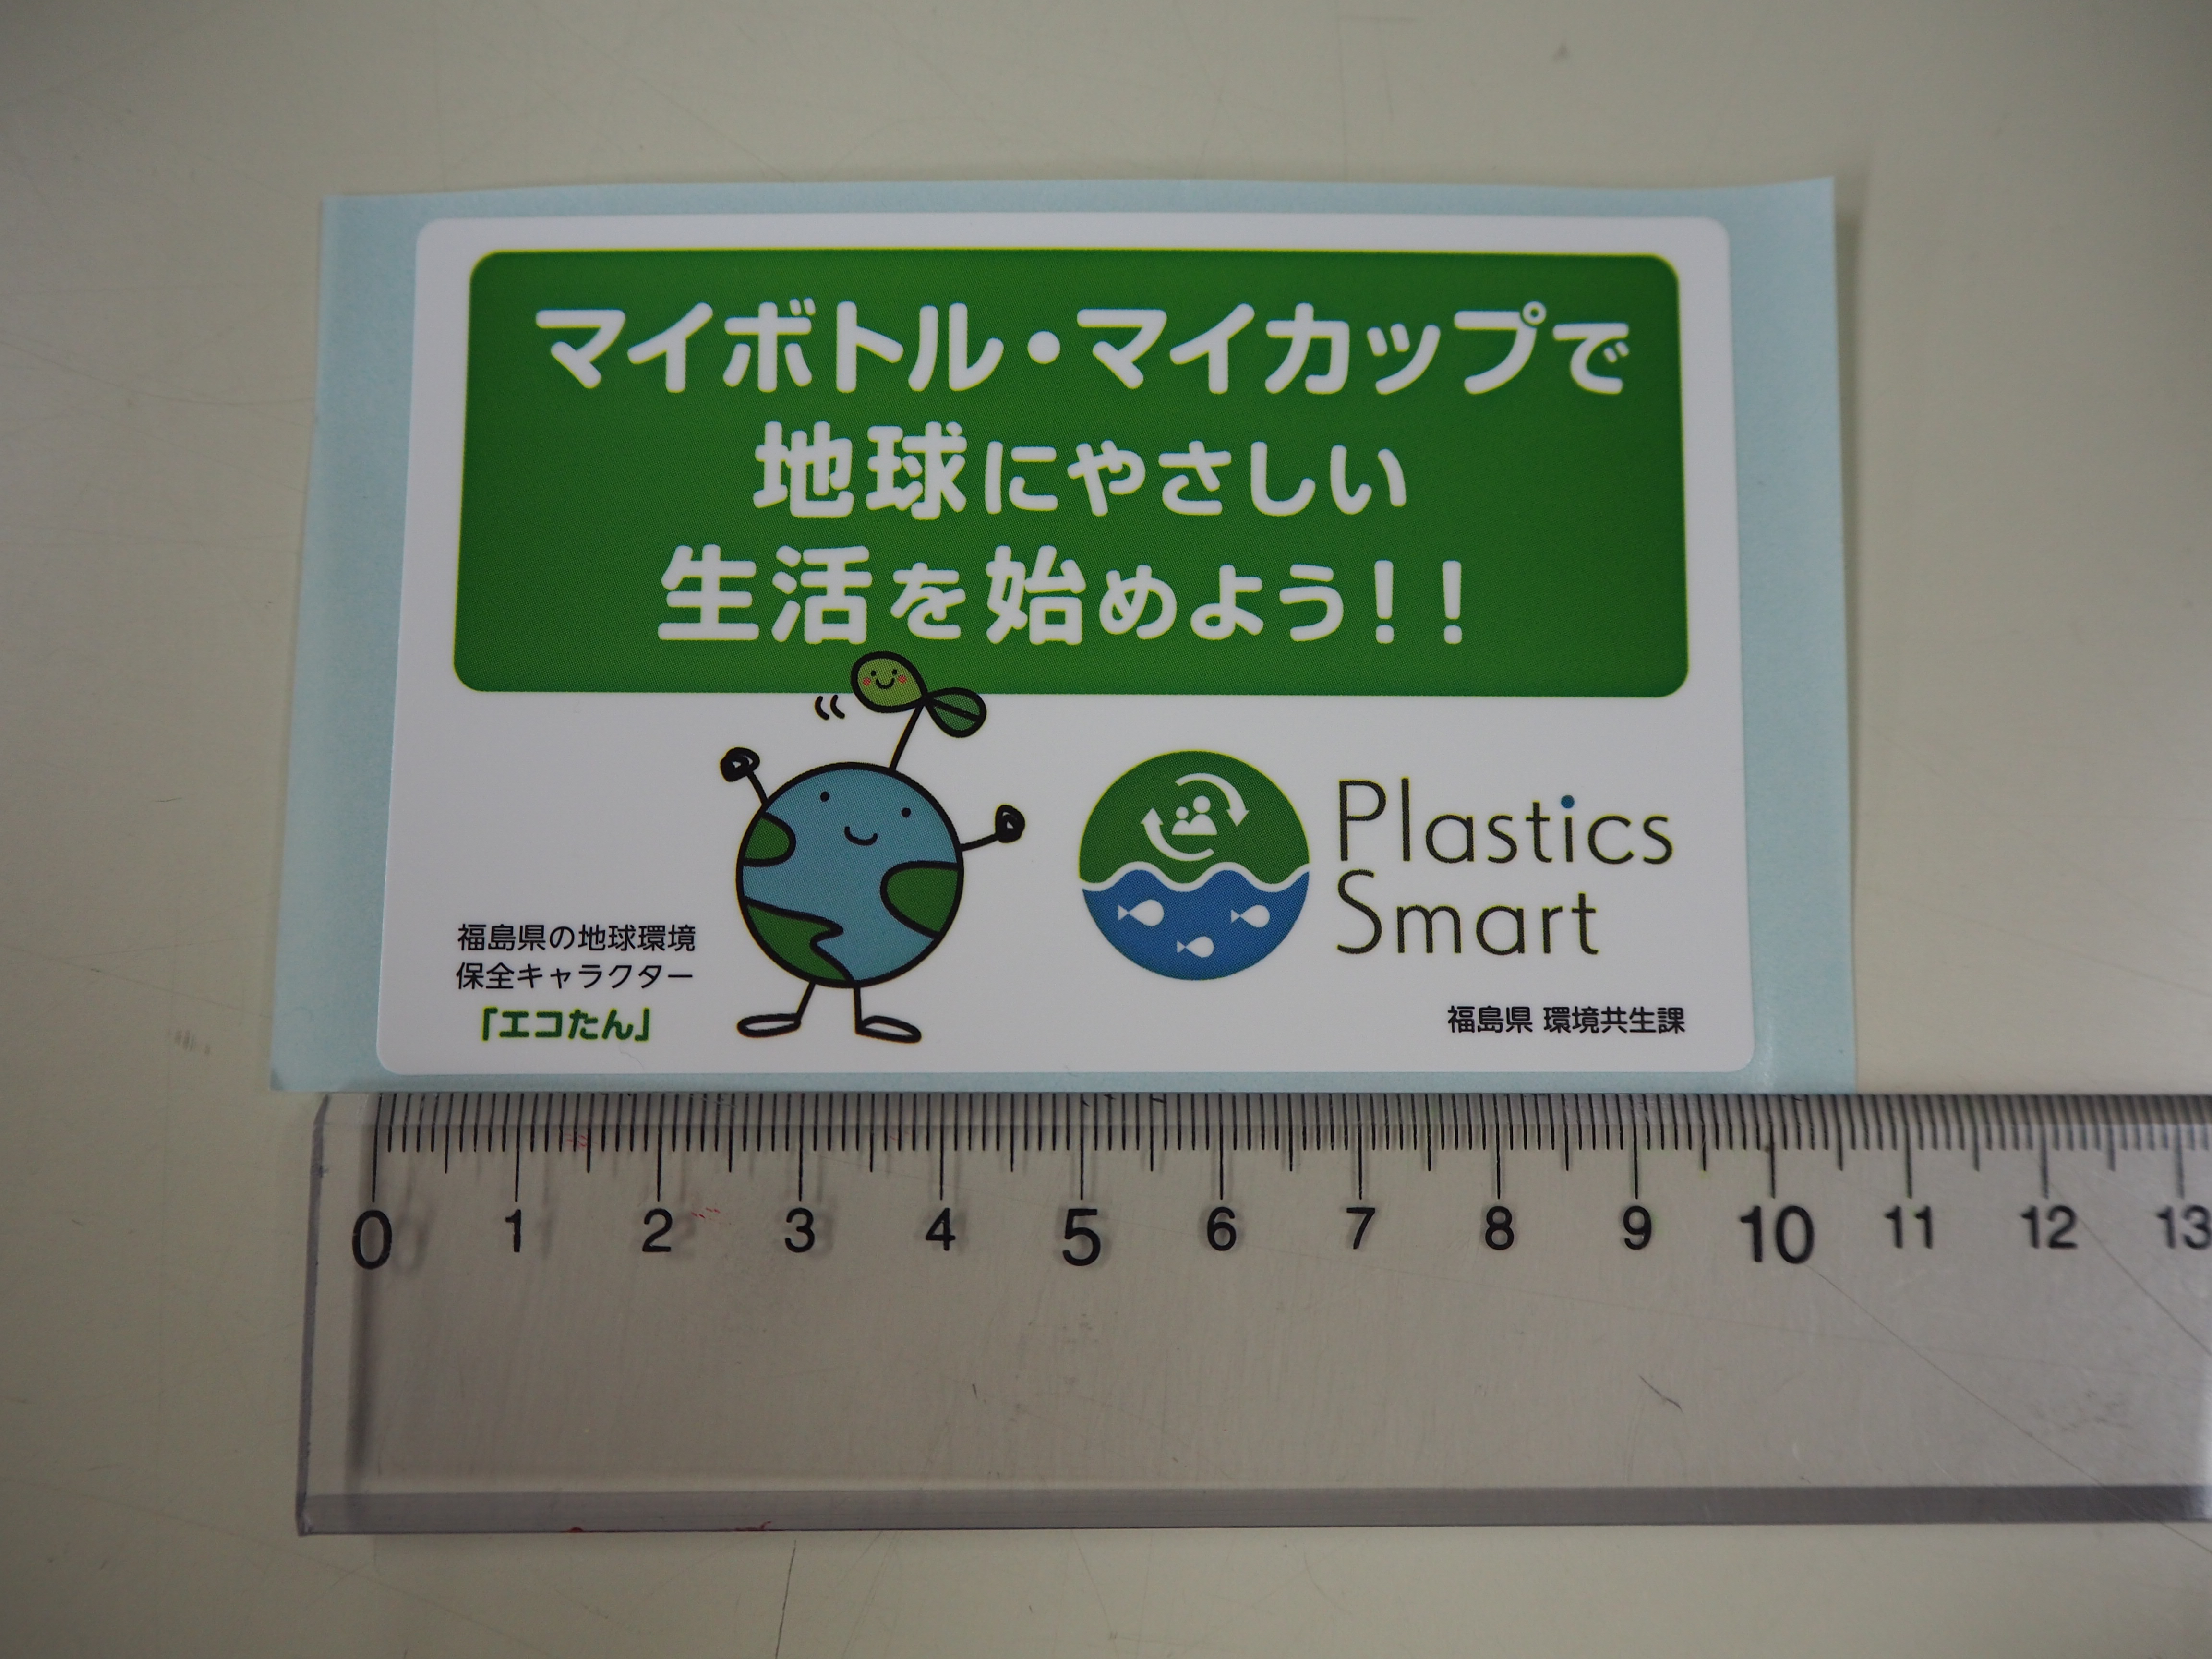 マイボトル・マイカップで
地球にやさしい
生活を始めよう!!
福島県の地球環境
保全キャラクター
「エコたん」
Plastics
Smart
福島県 環境共生課
0 1 2 3 4 5 6 7 8 9 10 11 12 13